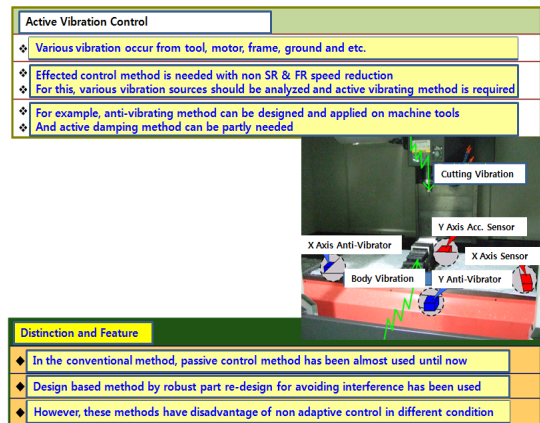 Active Vibration Control
Various vibration occur from tool, motor, frame, ground and etc.
Effected control method is needed with non SR & FR speed reduction
For this, various vibration sources should be analyzed and active vibrating method is required
For example, anti-vibrating method can be designed and applied on machine tools
And active damping method can be partly needed
Cutting Vibration
Y Axis Acc. Sensor
X Axis Anti-Vibrator
X Axis Sensor
Body Vibration
Y Anti-Vibrator
Distinction and Feature
In the conventional method, passive control method has been almost used until now
Design based method by robust part re-design for avoiding interference has been used
However, these methods have disadvantage of non adaptive control in different condition